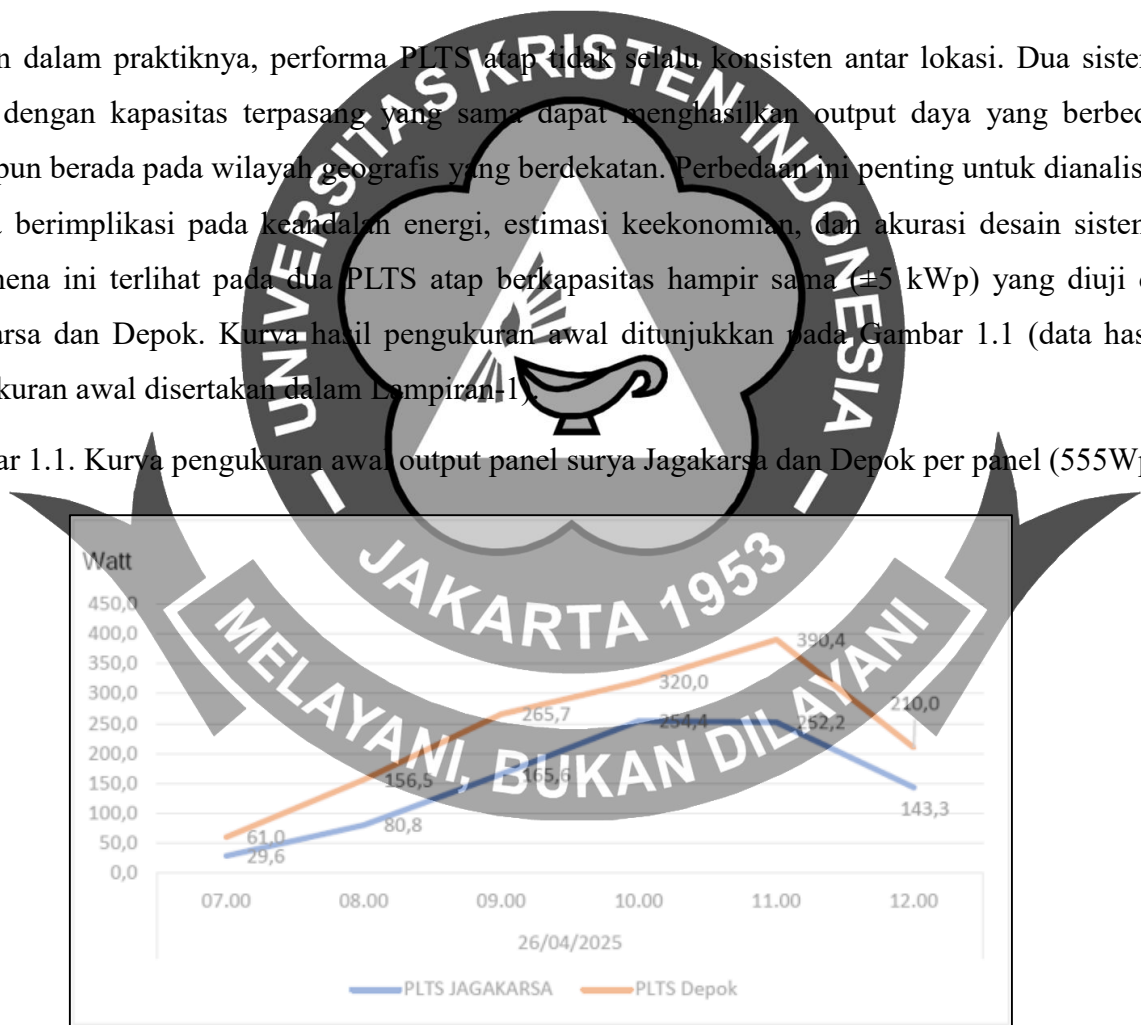 n dalam praktiknya, performa PLTS atap tidak selalu konsisten antar lokasi. Dua sistem
dengan kapasitas terpasang yang sama dapat menghasilkan output daya yang berbed
pun berada pada wilayah geografis yang berdekatan. Perbedaan ini penting untuk dianalis
berimplikasi pada keandalan energi, estimasi keekonomian, dan akurasi desain sistem
mena ini terlihat pada dua PLTS atap berkapasitas hampir sama (±5 kWp) yang diuji
arsa dan Depok. Kurva hasil pengukuran awal ditunjukkan pada Gambar 1.1 (data has
kuran awal disertakan dalam Lampiran-1).
ar 1.1. Kurva pengukuran awal output panel surya Jagakarsa dan Depok per panel (555Wp
UNIVERSITAS KRISTEN INDONESIA
JAKARTA 1953
MELAYANI, BUKAN DILAYANI
Watt
450,0
400,0
350,0
300,0
250,0
200,0
150,0
100,0
50,0
0,0
61,0
156,5
265,7
320,0
390,4
210,0
29,6
80,8
165,6
254,4
252,2
143,3
07.00 08.00 09.00 10.00 11.00 12.00
26/04/2025
PLTS JAGAKARSA PLTS Depok